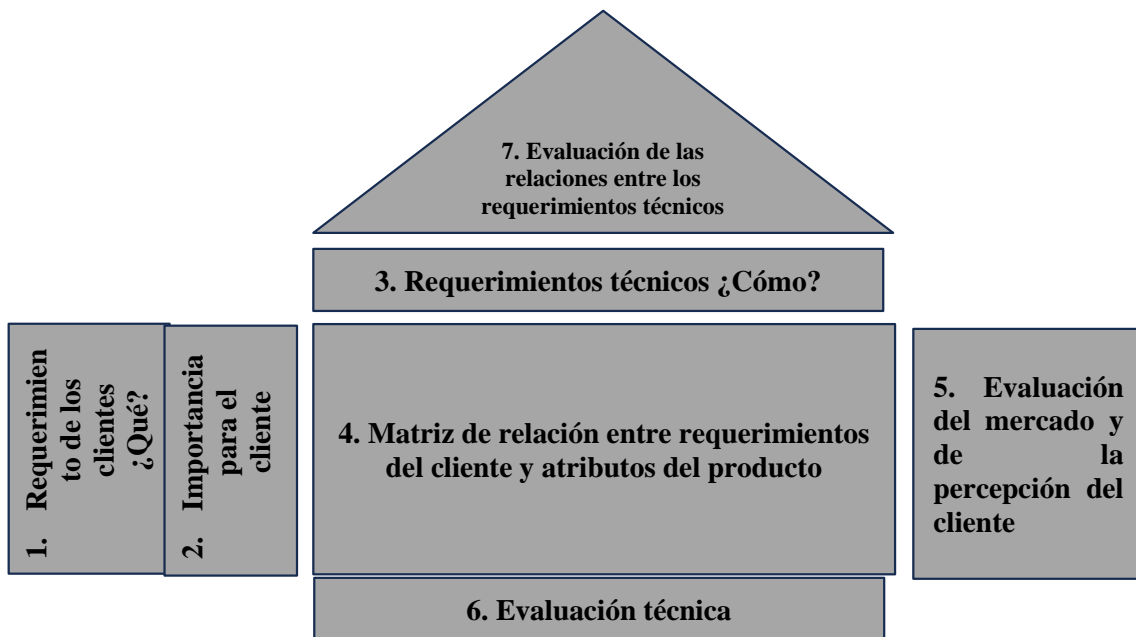 7. Evaluación de las
relaciones entre los
requerimientos técnicos
3. Requerimientos técnicos ¿Cómo?
1. Requerimien
to de los
clientes
¿Qué?
2. Importancia
para el
cliente
4. Matriz de relación entre requerimientos
del cliente y atributos del producto
5. Evaluación
del mercado y
de la
percepción del
cliente
6. Evaluación técnica